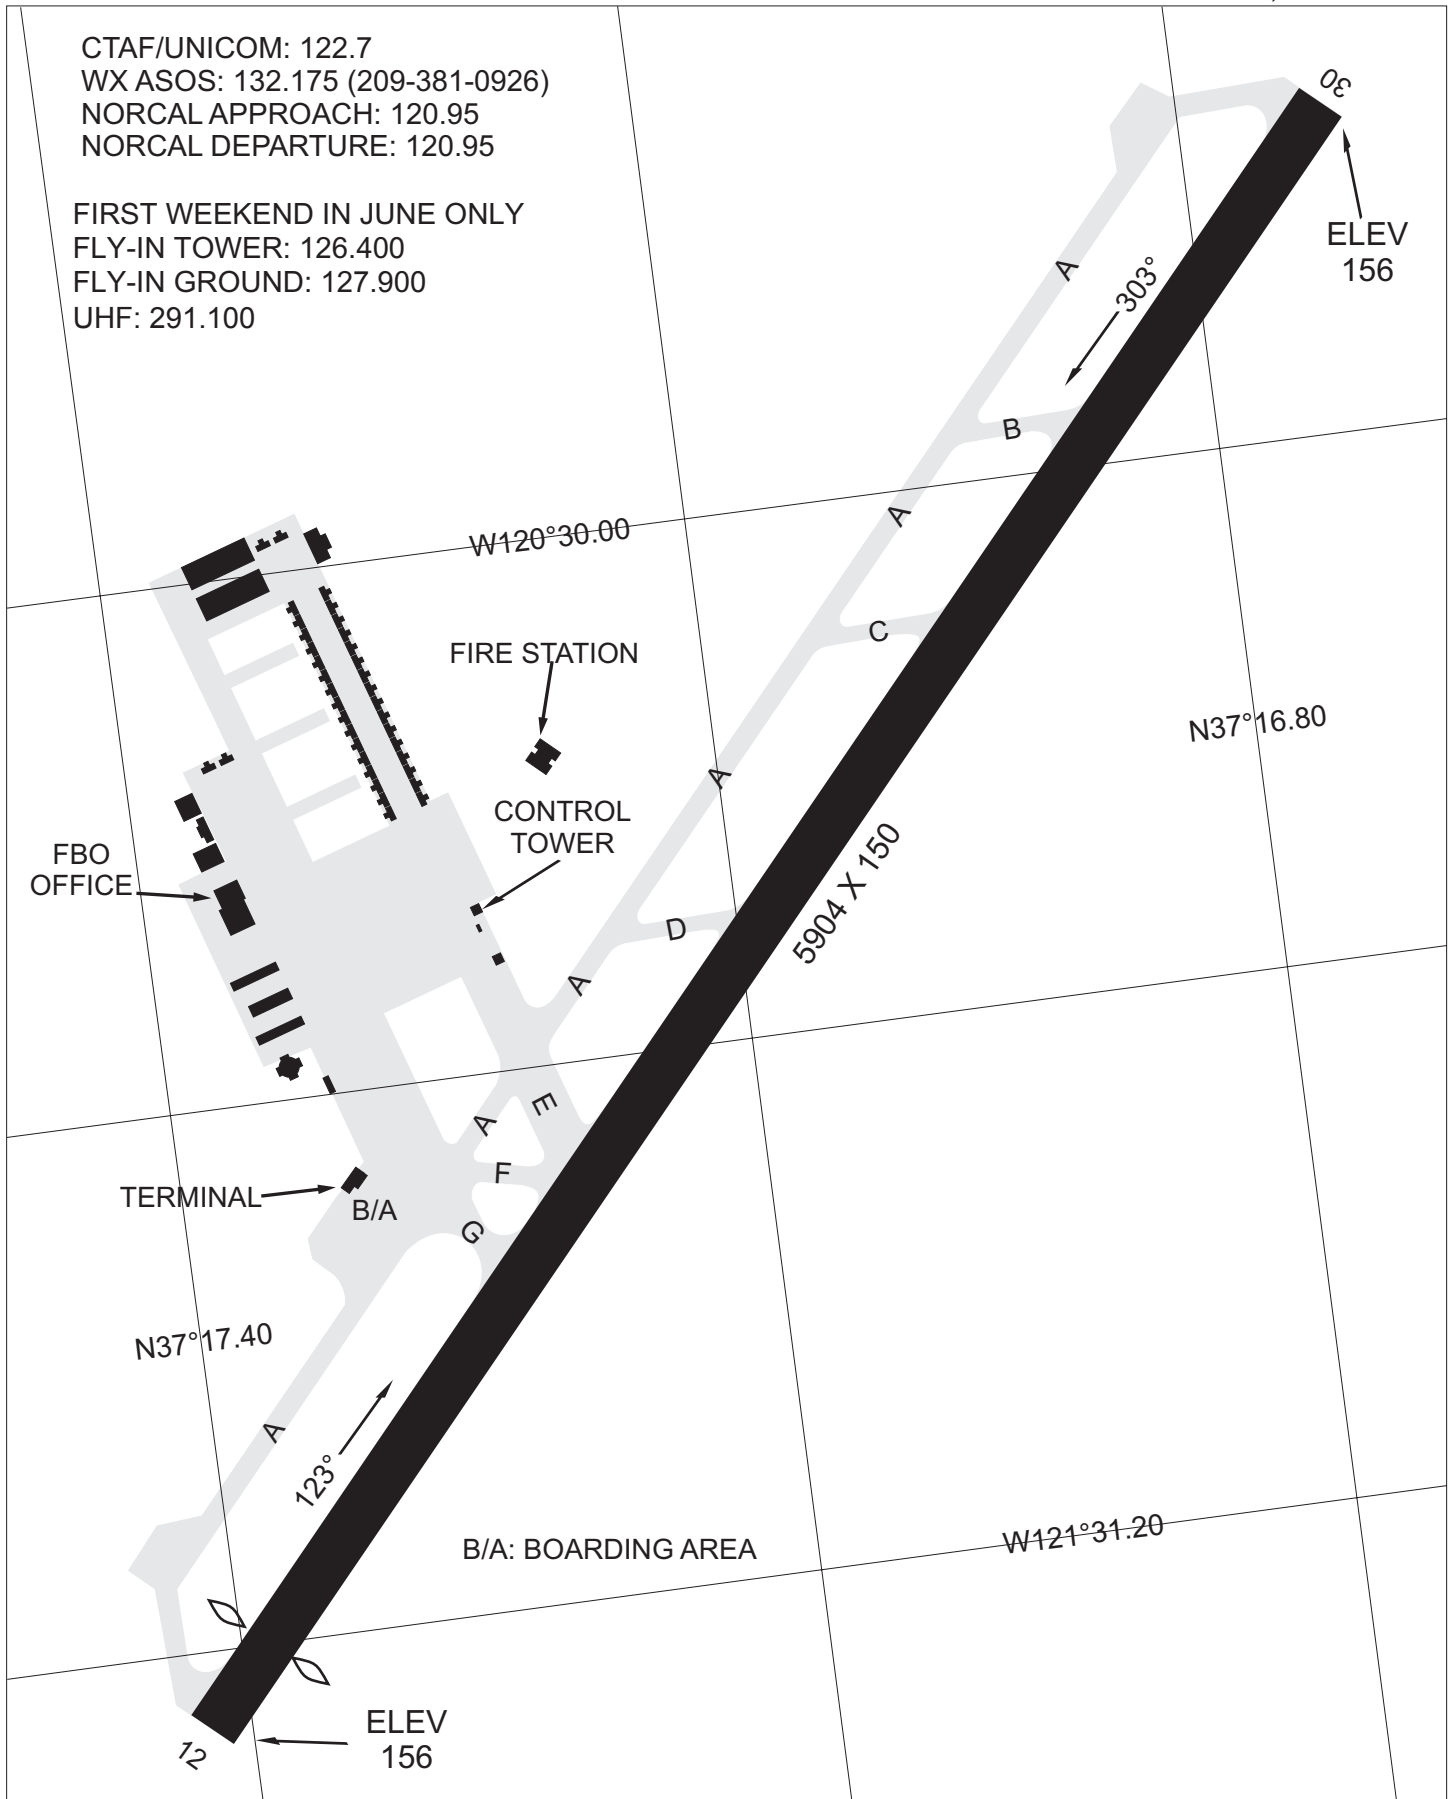 CTAF/UNICOM: 122.7
WX ASOS: 132.175 (209-381-0926)
NORCAL APPROACH: 120.95
NORCAL DEPARTURE: 120.95
FIRST WEEKEND IN JUNE ONLY
FLY-IN TOWER: 126.400
FLY-IN GROUND: 127.900
UHF: 291.100
30
ELEV
156
A
303°
B
A
W120°30.00
C
FIRE STATION
N37°16.80
A
CONTROL
TOWER
FBO
OFFICE
5904 X 150
D
A
E
A
F
TERMINAL
B/A
G
N37°17.40
A
123°
B/A: BOARDING AREA
W121°31.20
ELEV
156
12